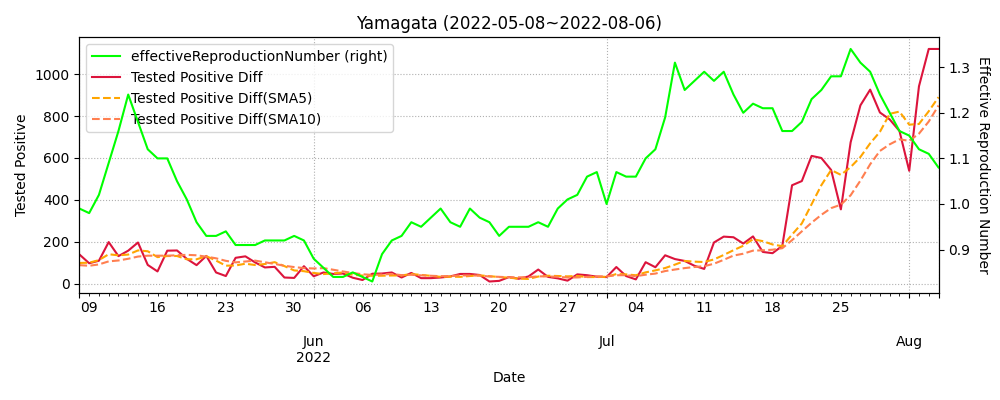 Yamagata (2022-05-08~2022-08-06)
effectiveReproductionNumber (right)
Tested Positive Diff
Tested Positive Diff(SMA5)
Tested Positive Diff(SMA10)
Tested Positive
1000
800
600
400
200
0
Effective Reproduction Number
1.3
1.2
1.1
1.0
0.9
09 16 23 30 06 13 20 27 04 11 18 25
Jun Jul Aug
2022
Date